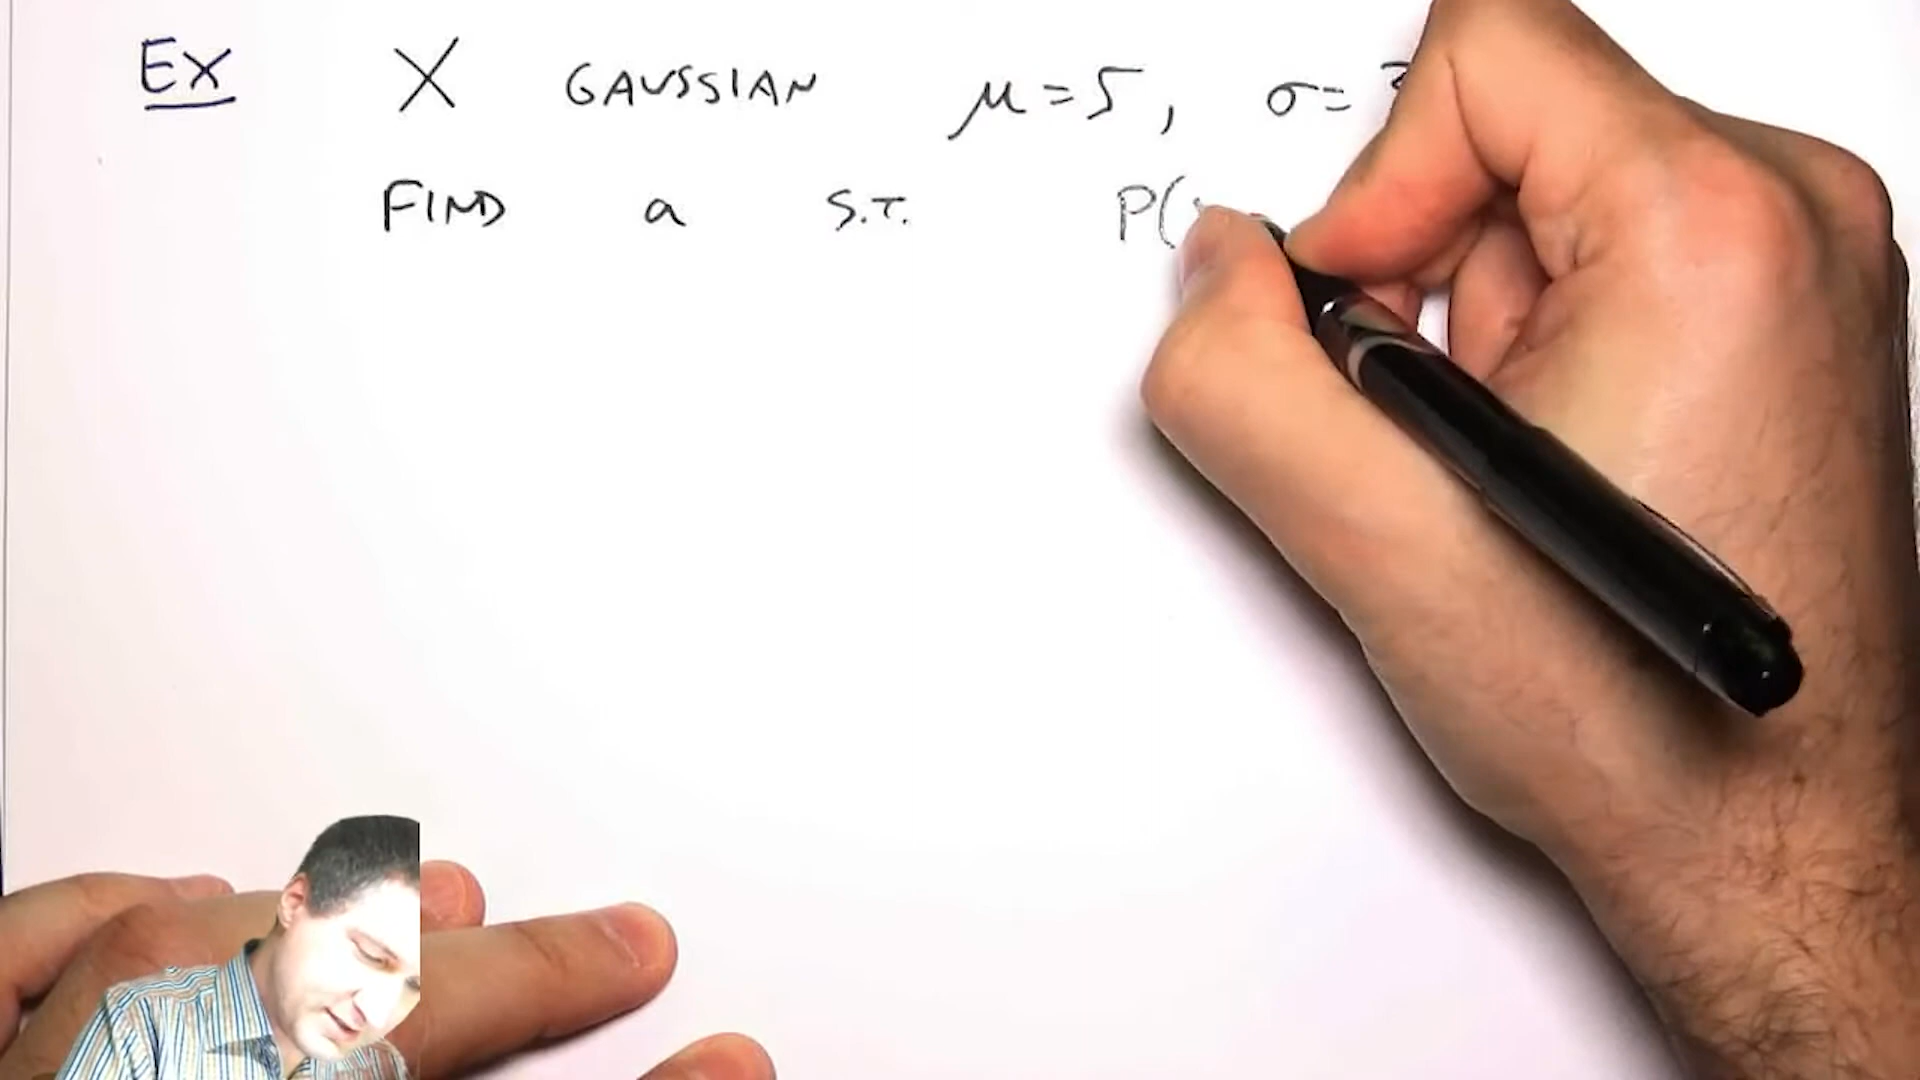 Ex X GAUSSIAN μ=5, σ=
FIND a S.T. P(